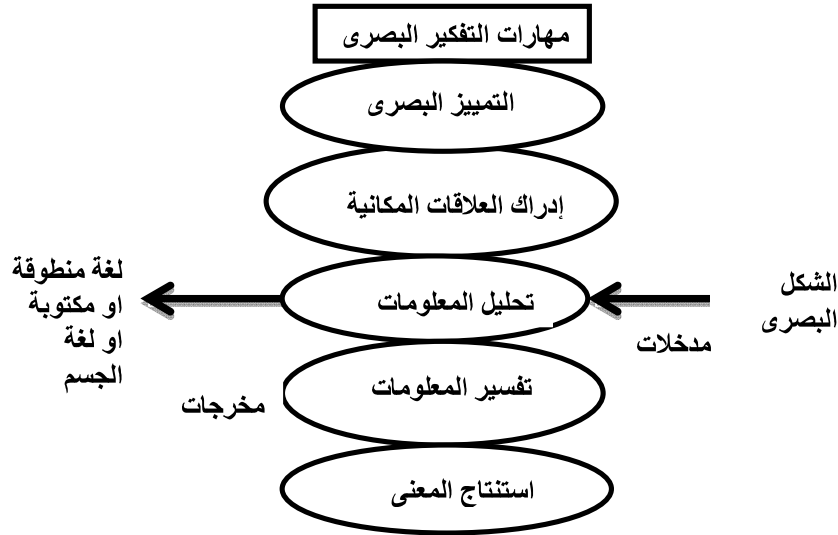 مهارات التفكير البصرى
التمييز البصرى
إدراك العلاقات المكانية
تحليل المعلومات
تفسير المعلومات
استنتاج المعنى
الشكل
البصرى
مدخلات
لغة منطوقة
او مكتوبة
او لغة
الجسم
مخرجات